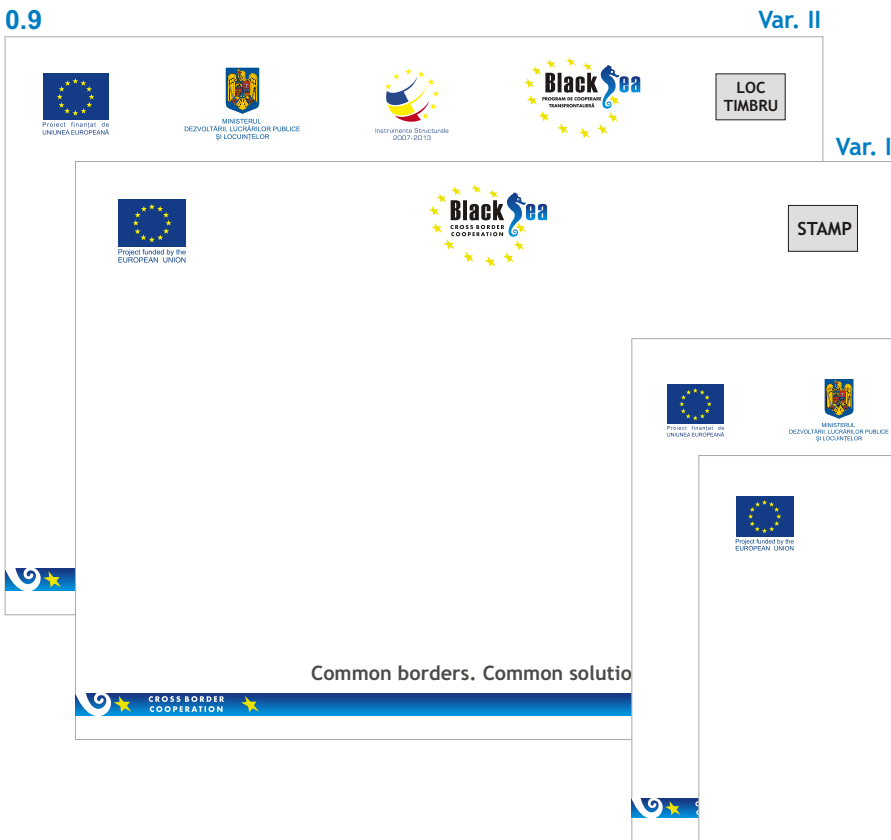 0.9
Var. II
Proiect finanțat de
UNIUNEA EUROPEANĂ
MINISTERUL
DEZVOLTĂRII, LUCRĂRILOR PUBLICE
ȘI LOCUINȚELOR
Instrumente Structurale
2007-2013
Black Sea
PROGRAM DE COOPERARE
TRANSFRONTALIERĂ
LOC
TIMBRU
Var. I
Project funded by the
EUROPEAN UNION
Black Sea
CROSS BORDER
COOPERATION
STAMP
Proiect finanțat de
UNIUNEA EUROPEANĂ
MINISTERUL
DEZVOLTĂRII, LUCRĂRILOR PUBLICE
ȘI LOCUINȚELOR
Project funded by the
EUROPEAN UNION
Common borders. Common solutio
CROSS BORDER
COOPERATION